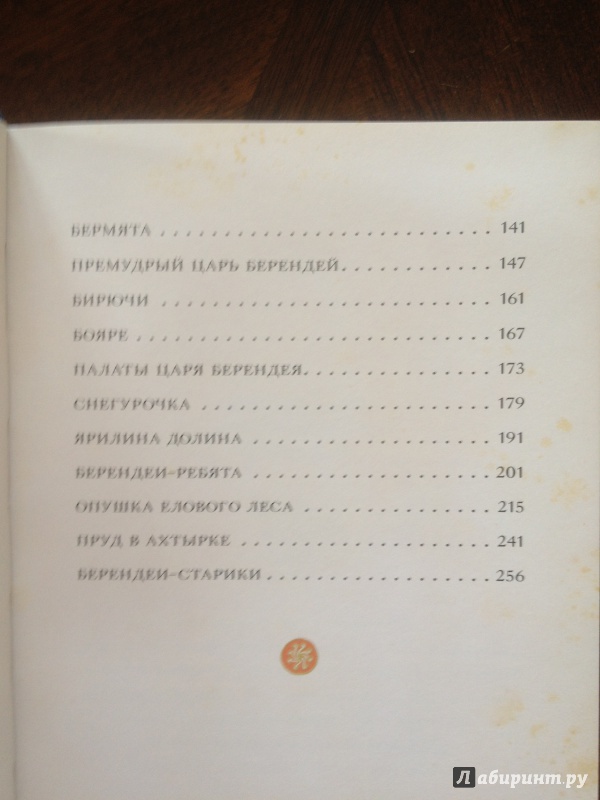 БЕРМЯТА . . . . . . . . . . . . . . . . . . . . . . . . . . . . 141
ПРЕМУДРЫЙ ЦАРЬ БЕРЕНДЕЙ . . . . . . . . . . . . . 147
БИРЮЧИ . . . . . . . . . . . . . . . . . . . . . . . . . . . . 161
БОЯРЕ . . . . . . . . . . . . . . . . . . . . . . . . . . . . . . 167
ПАЛАТЫ ЦАРЯ БЕРЕНДЕЯ . . . . . . . . . . . . . . . . 173
СНЕГУРОЧКА . . . . . . . . . . . . . . . . . . . . . . . . . 179
ЯРИЛИНА ДОЛИНА . . . . . . . . . . . . . . . . . . . . . 191
БЕРЕНДЕИ-РЕБЯТА . . . . . . . . . . . . . . . . . . . . . 201
ОПУШКА ЕЛОВОГО ЛЕСА . . . . . . . . . . . . . . . . . 215
ПРУД В АХТЫРКЕ . . . . . . . . . . . . . . . . . . . . . . 241
БЕРЕНДЕИ-СТАРИКИ . . . . . . . . . . . . . . . . . . . . 256
Лабиринт.ру